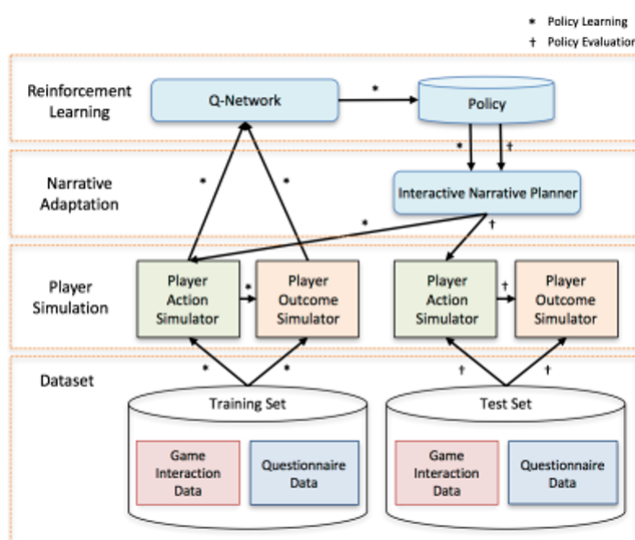 * Policy Learning
† Policy Evaluation
Reinforcement
Learning
Q-Network
*
Policy
*
†
Narrative
Adaptation
Interactive Narrative Planner
*
*
*
†
Player
Simulation
Player
Action
Simulator
*
Player
Outcome
Simulator
Player
Action
Simulator
†
Player
Outcome
Simulator
Dataset
*
*
†
†
Training Set
Test Set
Game
Interaction
Data
Questionnaire
Data
Game
Interaction
Data
Questionnaire
Data